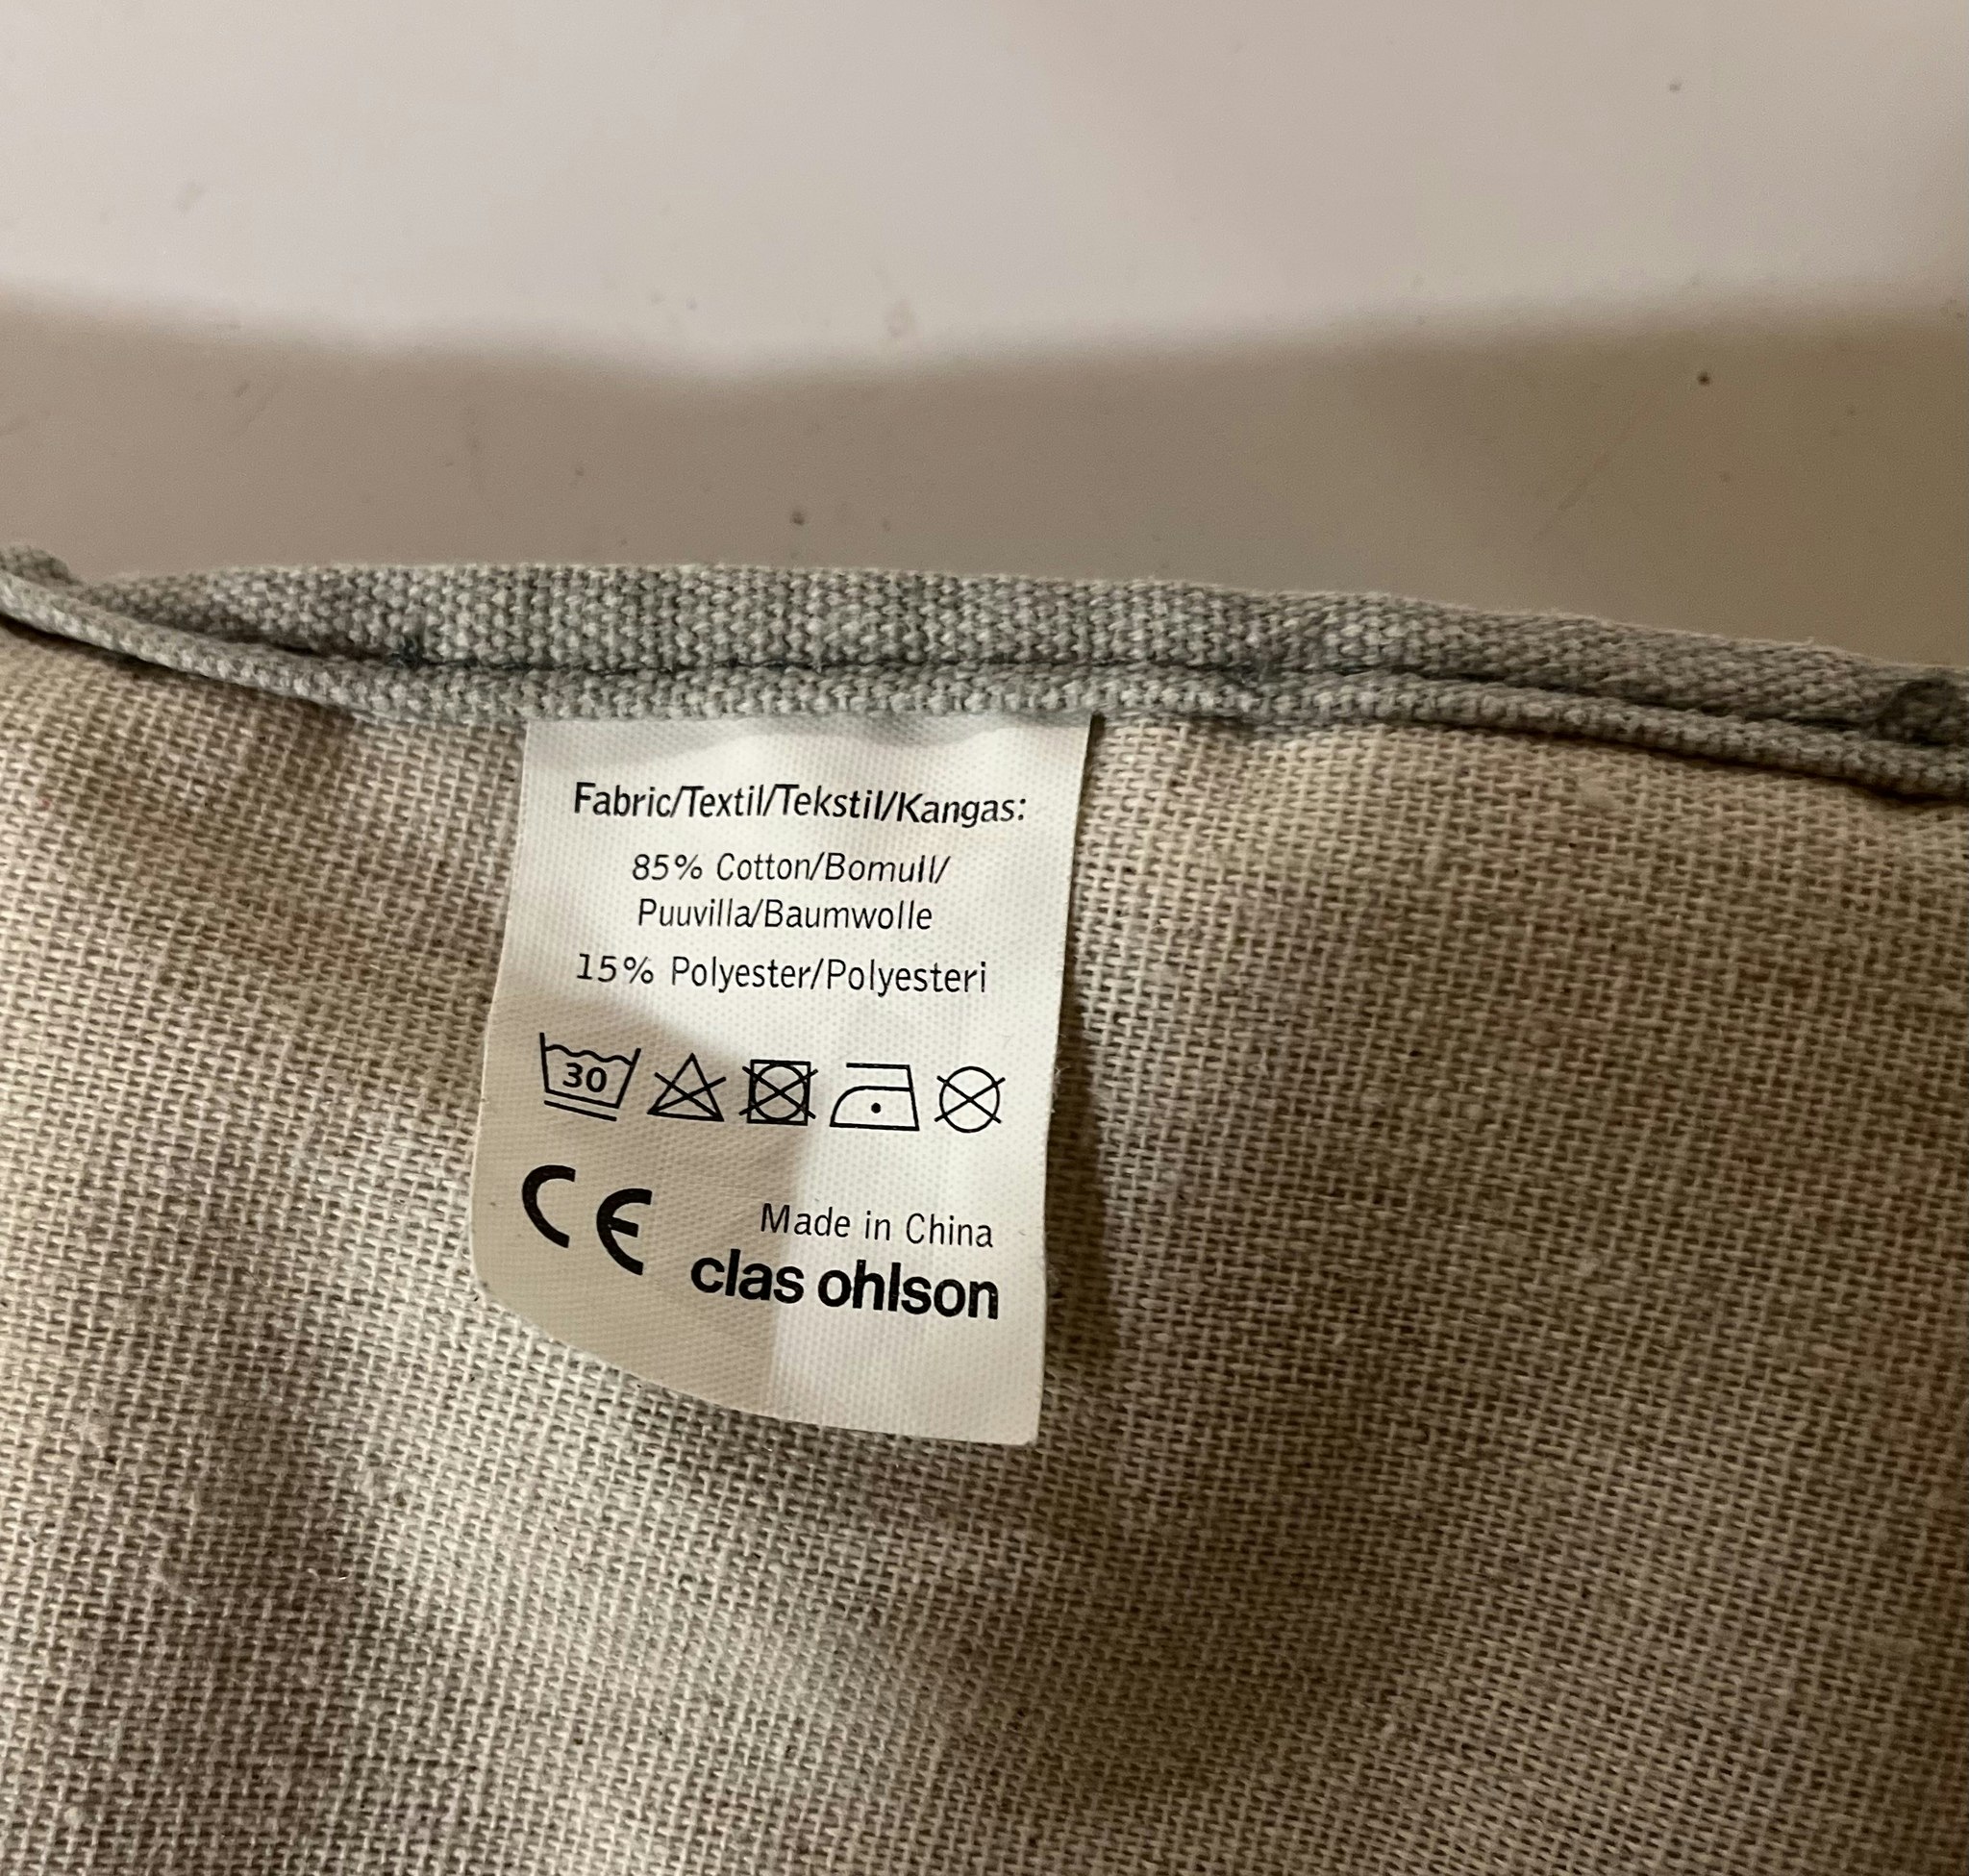 Fabric/Textil/Tekstil/Kangas:
85% Cotton/Bomull/
Puuvilla/Baumwolle
15% Polyester/Polyesteri
30
CE
Made in China
clas ohlson